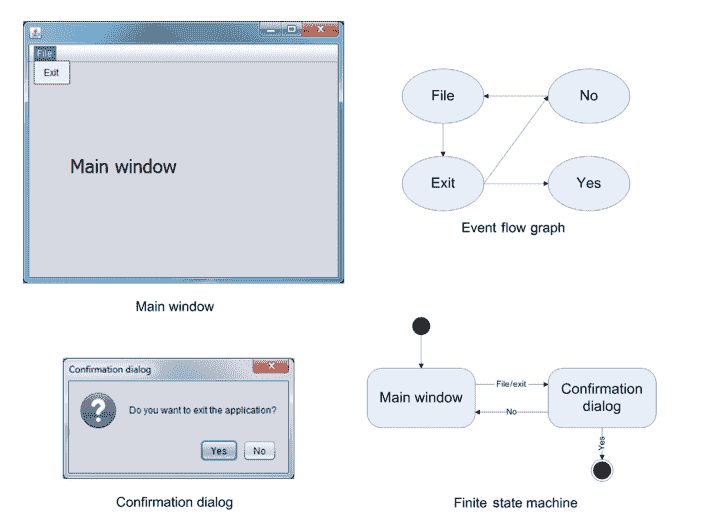 File
Exit
Main window
Main window
File
No
Exit
Yes
Event flow graph
Confirmation dialog
Do you want to exit the application?
Yes
No
Confirmation dialog
Main window
File/exit
No
Confirmation
dialog
Yes
Finite state machine